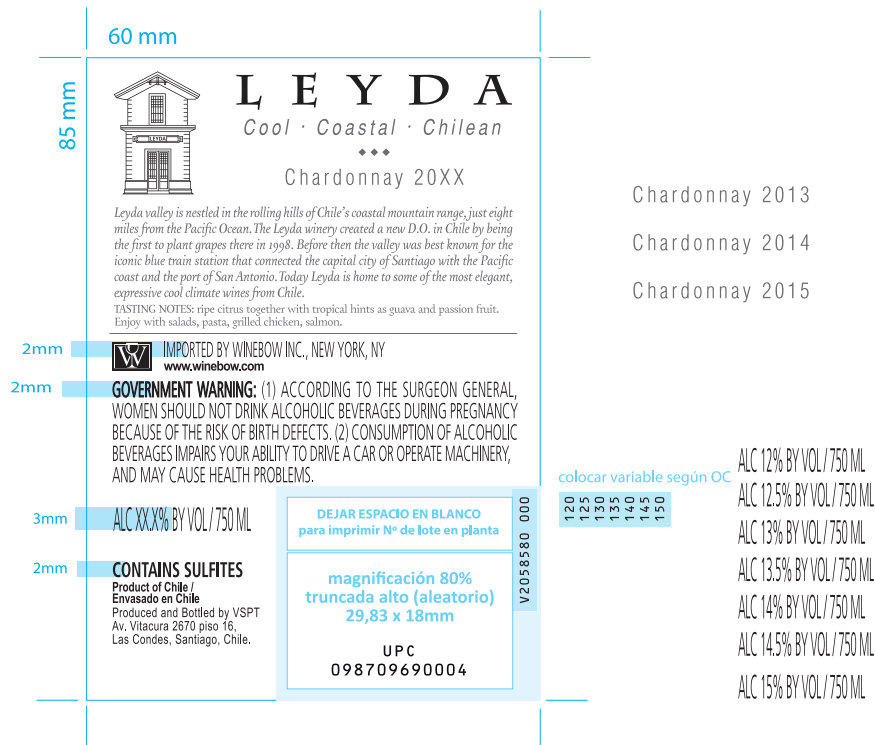 60 mm
85 mm
LEYDA
LEYDA
Cool · Coastal · Chilean
Chardonnay 20XX
Leyda valley is nestled in the rolling hills of Chile's coastal mountain range, just eight
miles from the Pacific Ocean. The Leyda winery created a new D.O. in Chile by being
the first to plant grapes there in 1998. Before then the valley was best known for the
iconic blue train station that connected the capital city of Santiago with the Pacific
coast and the port of San Antonio. Today Leyda is home to some of the most elegant,
expressive cool climate wines from Chile.
TASTING NOTES: ripe citrus together with tropical hints as guava and passion fruit.
Enjoy with salads, pasta, grilled chicken, salmon.
2mm
W
IMPORTED BY WINEBOW INC., NEW YORK, NY
www.winebow.com
2mm
GOVERNMENT WARNING: (1) ACCORDING TO THE SURGEON GENERAL,
WOMEN SHOULD NOT DRINK ALCOHOLIC BEVERAGES DURING PREGNANCY
BECAUSE OF THE RISK OF BIRTH DEFECTS. (2) CONSUMPTION OF ALCOHOLIC
BEVERAGES IMPAIRS YOUR ABILITY TO DRIVE A CAR OR OPERATE MACHINERY,
AND MAY CAUSE HEALTH PROBLEMS.
3mm
ALC XX.X% BY VOL / 750 ML
2mm
CONTAINS SULFITES
Product of Chile /
Envasado en Chile
Produced and Bottled by VSPT
Av. Vitacura 2670 piso 16,
Las Condes, Santiago, Chile.
DEJAR ESPACIO EN BLANCO
para imprimir Nº de lote en planta
magnificación 80%
truncada alto (aleatorio)
29,83 x 18mm
UPC
098709690004
V2058580 000
colocar variable según OC
120
125
130
135
140
145
150
Chardonnay 2013
Chardonnay 2014
Chardonnay 2015
ALC 12% BY VOL / 750 ML
ALC 12.5% BY VOL / 750 ML
ALC 13% BY VOL / 750 ML
ALC 13.5% BY VOL / 750 ML
ALC 14% BY VOL / 750 ML
ALC 14.5% BY VOL / 750 ML
ALC 15% BY VOL / 750 ML